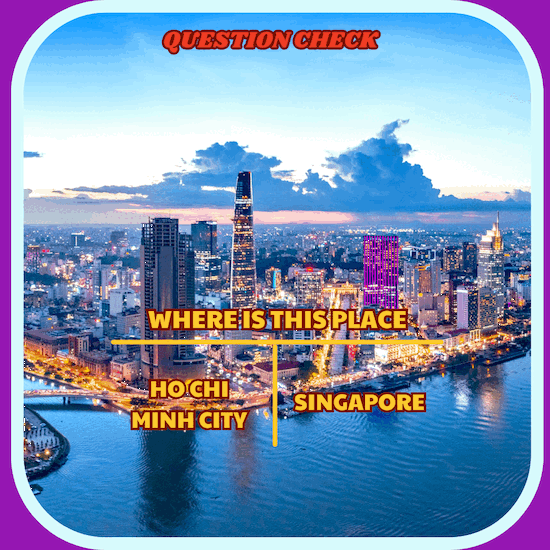 QUESTION CHECK
WHERE IS THIS PLACE
HO CHI
MINH CITY
SINGAPORE